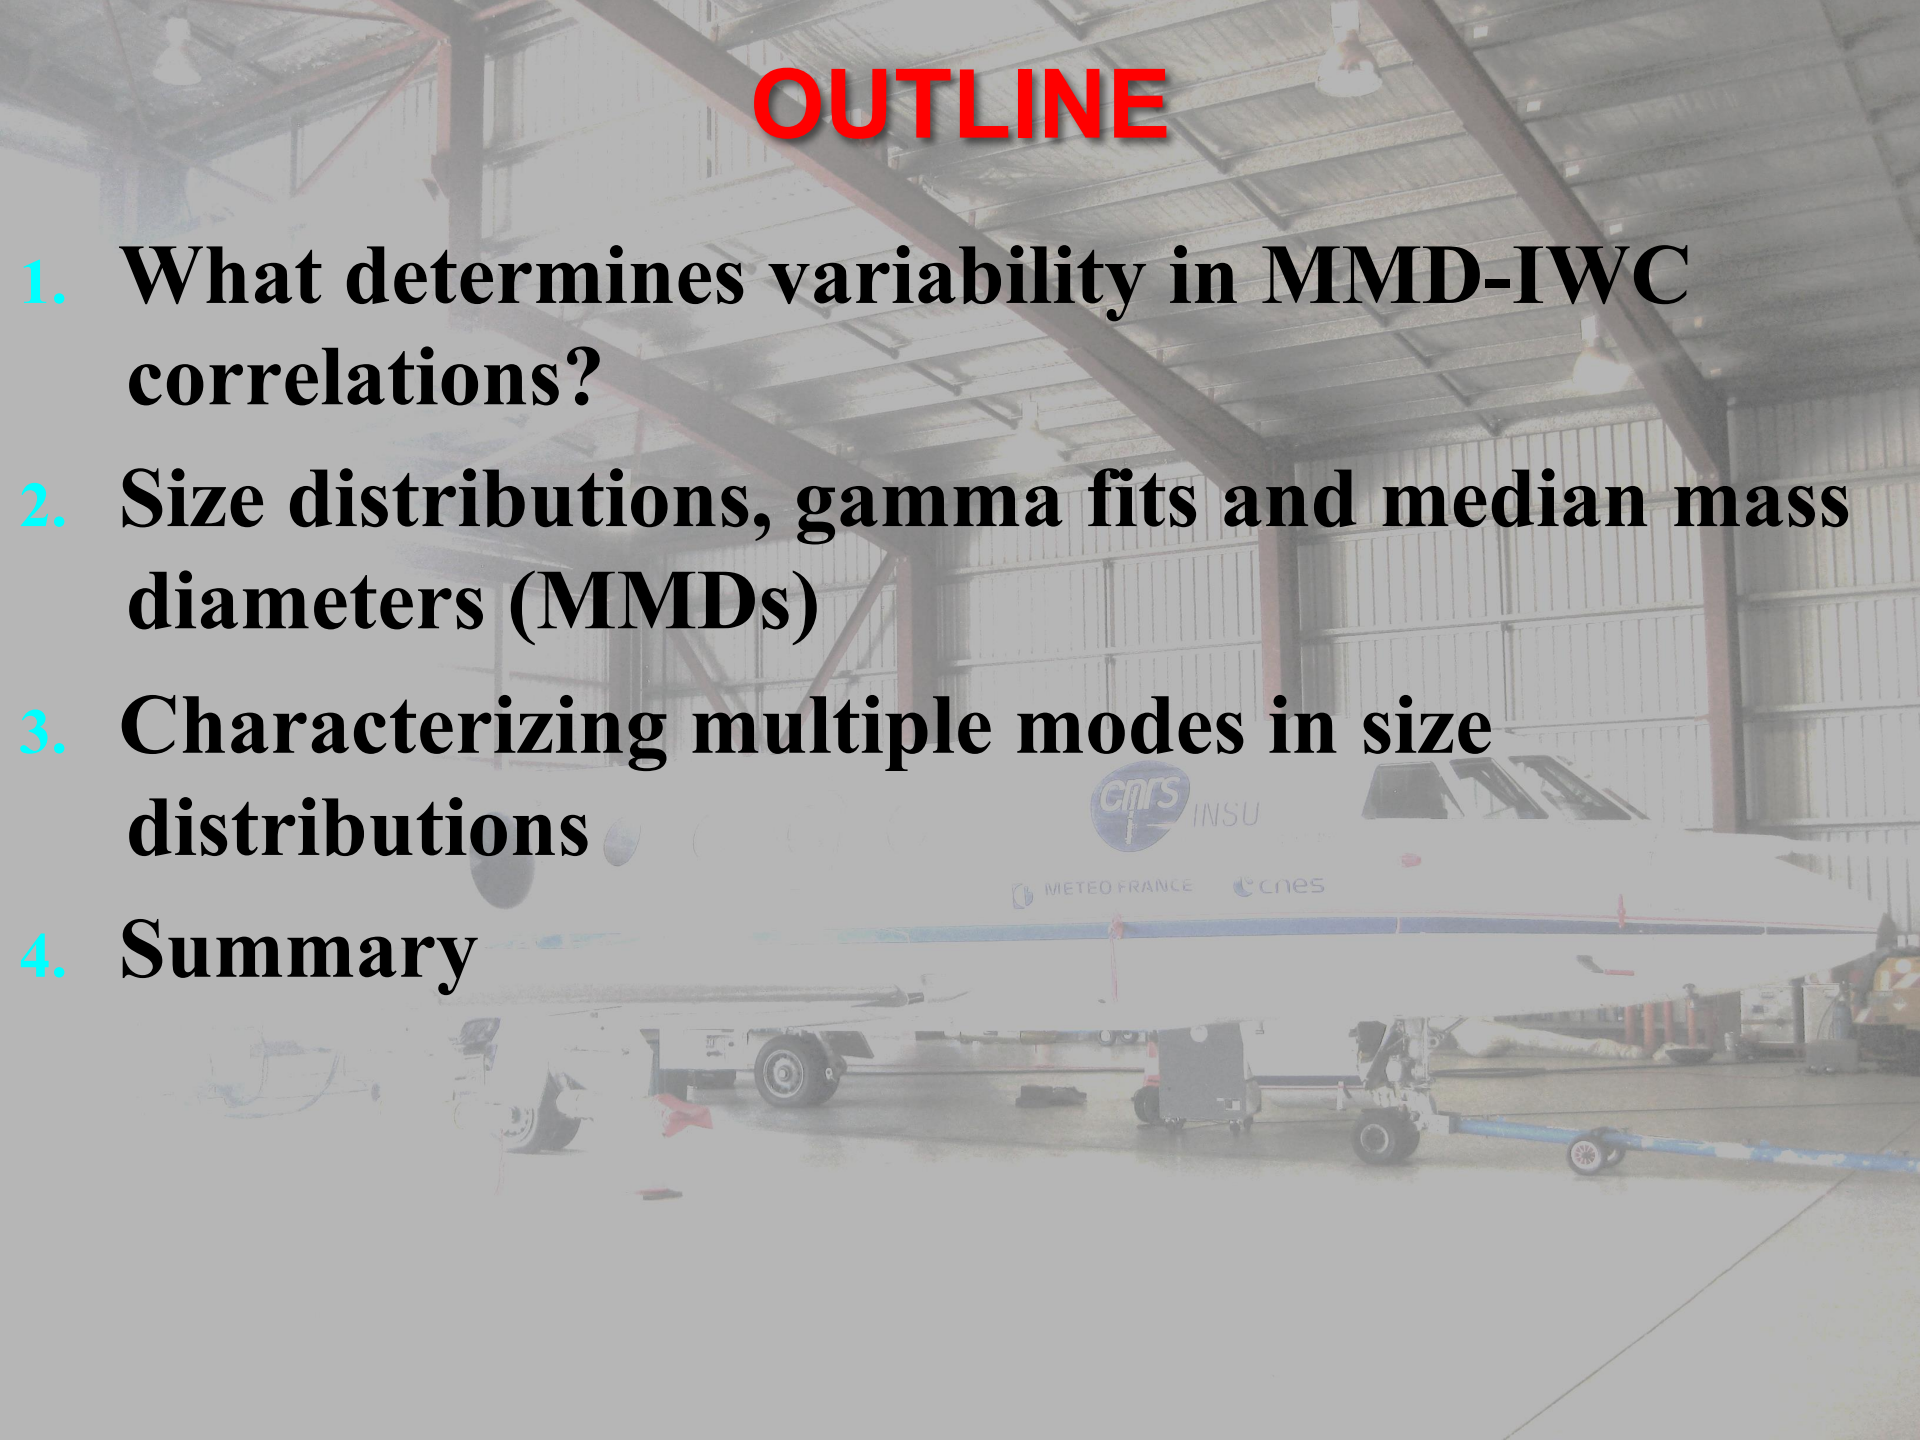 OUTLINE
1. What determines variability in MMD-IWC
correlations?
2. Size distributions, gamma fits and median mass
diameters (MMDs)
3. Characterizing multiple modes in size
distributions
4. Summary
cnrs
INSU
METEO FRANCE
cnes